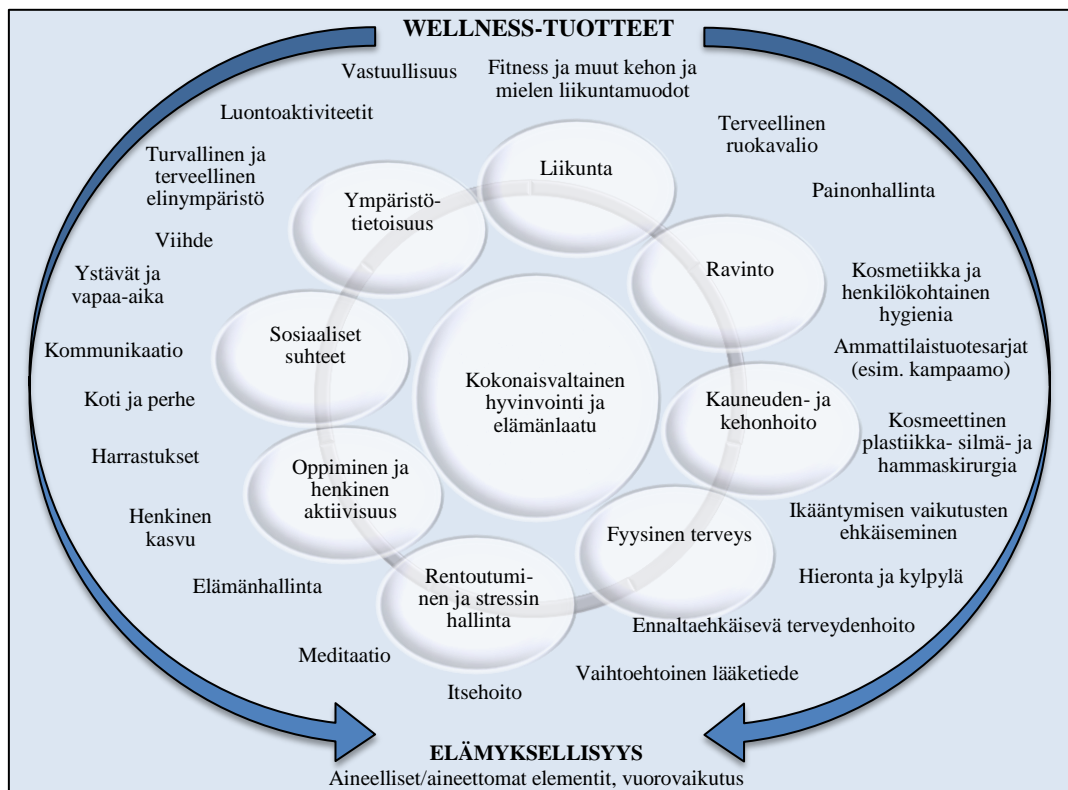 WELLNESS-TUOTTEET
Vastuullisuus
Fitness ja muut kehon ja
mielen liikuntamuodot
Luontoaktiviteetit
Terveellinen
ruokavalio
Turvallinen ja
terveellinen
elinympäristö
Liikunta
Painonhallinta
Ympäristö-
tietoisuus
Viihde
Ravinto
Ystävät ja
vapaa-aika
Kosmetiikka ja
henkilökohtainen
hygienia
Sosiaaliset
suhteet
Kommunikaatio
Ammattilaistuotesarjat
(esim. kampaamo)
Kokonaisvaltainen
hyvinvointi ja
elämänlaatu
Kauneuden- ja
kehonhoito
Koti ja perhe
Kosmeettinen
plastiikka- silmä- ja
hammaskirurgia
Harrastukset
Oppiminen ja
henkinen
aktiivisuus
Henkinen
kasvu
Ikääntymisen vaikutusten
ehkäiseminen
Fyysinen terveys
Elämänhallinta
Rentoutumi-
nen ja stressin
hallinta
Hieronta ja kylpylä
Ennaltaehkäisevä terveydenhoito
Meditaatio
Vaihtoehtoinen lääketiede
Itsehoito
ELÄMYKSELLISYYS
Aineelliset/aineettomat elementit, vuorovaikutus